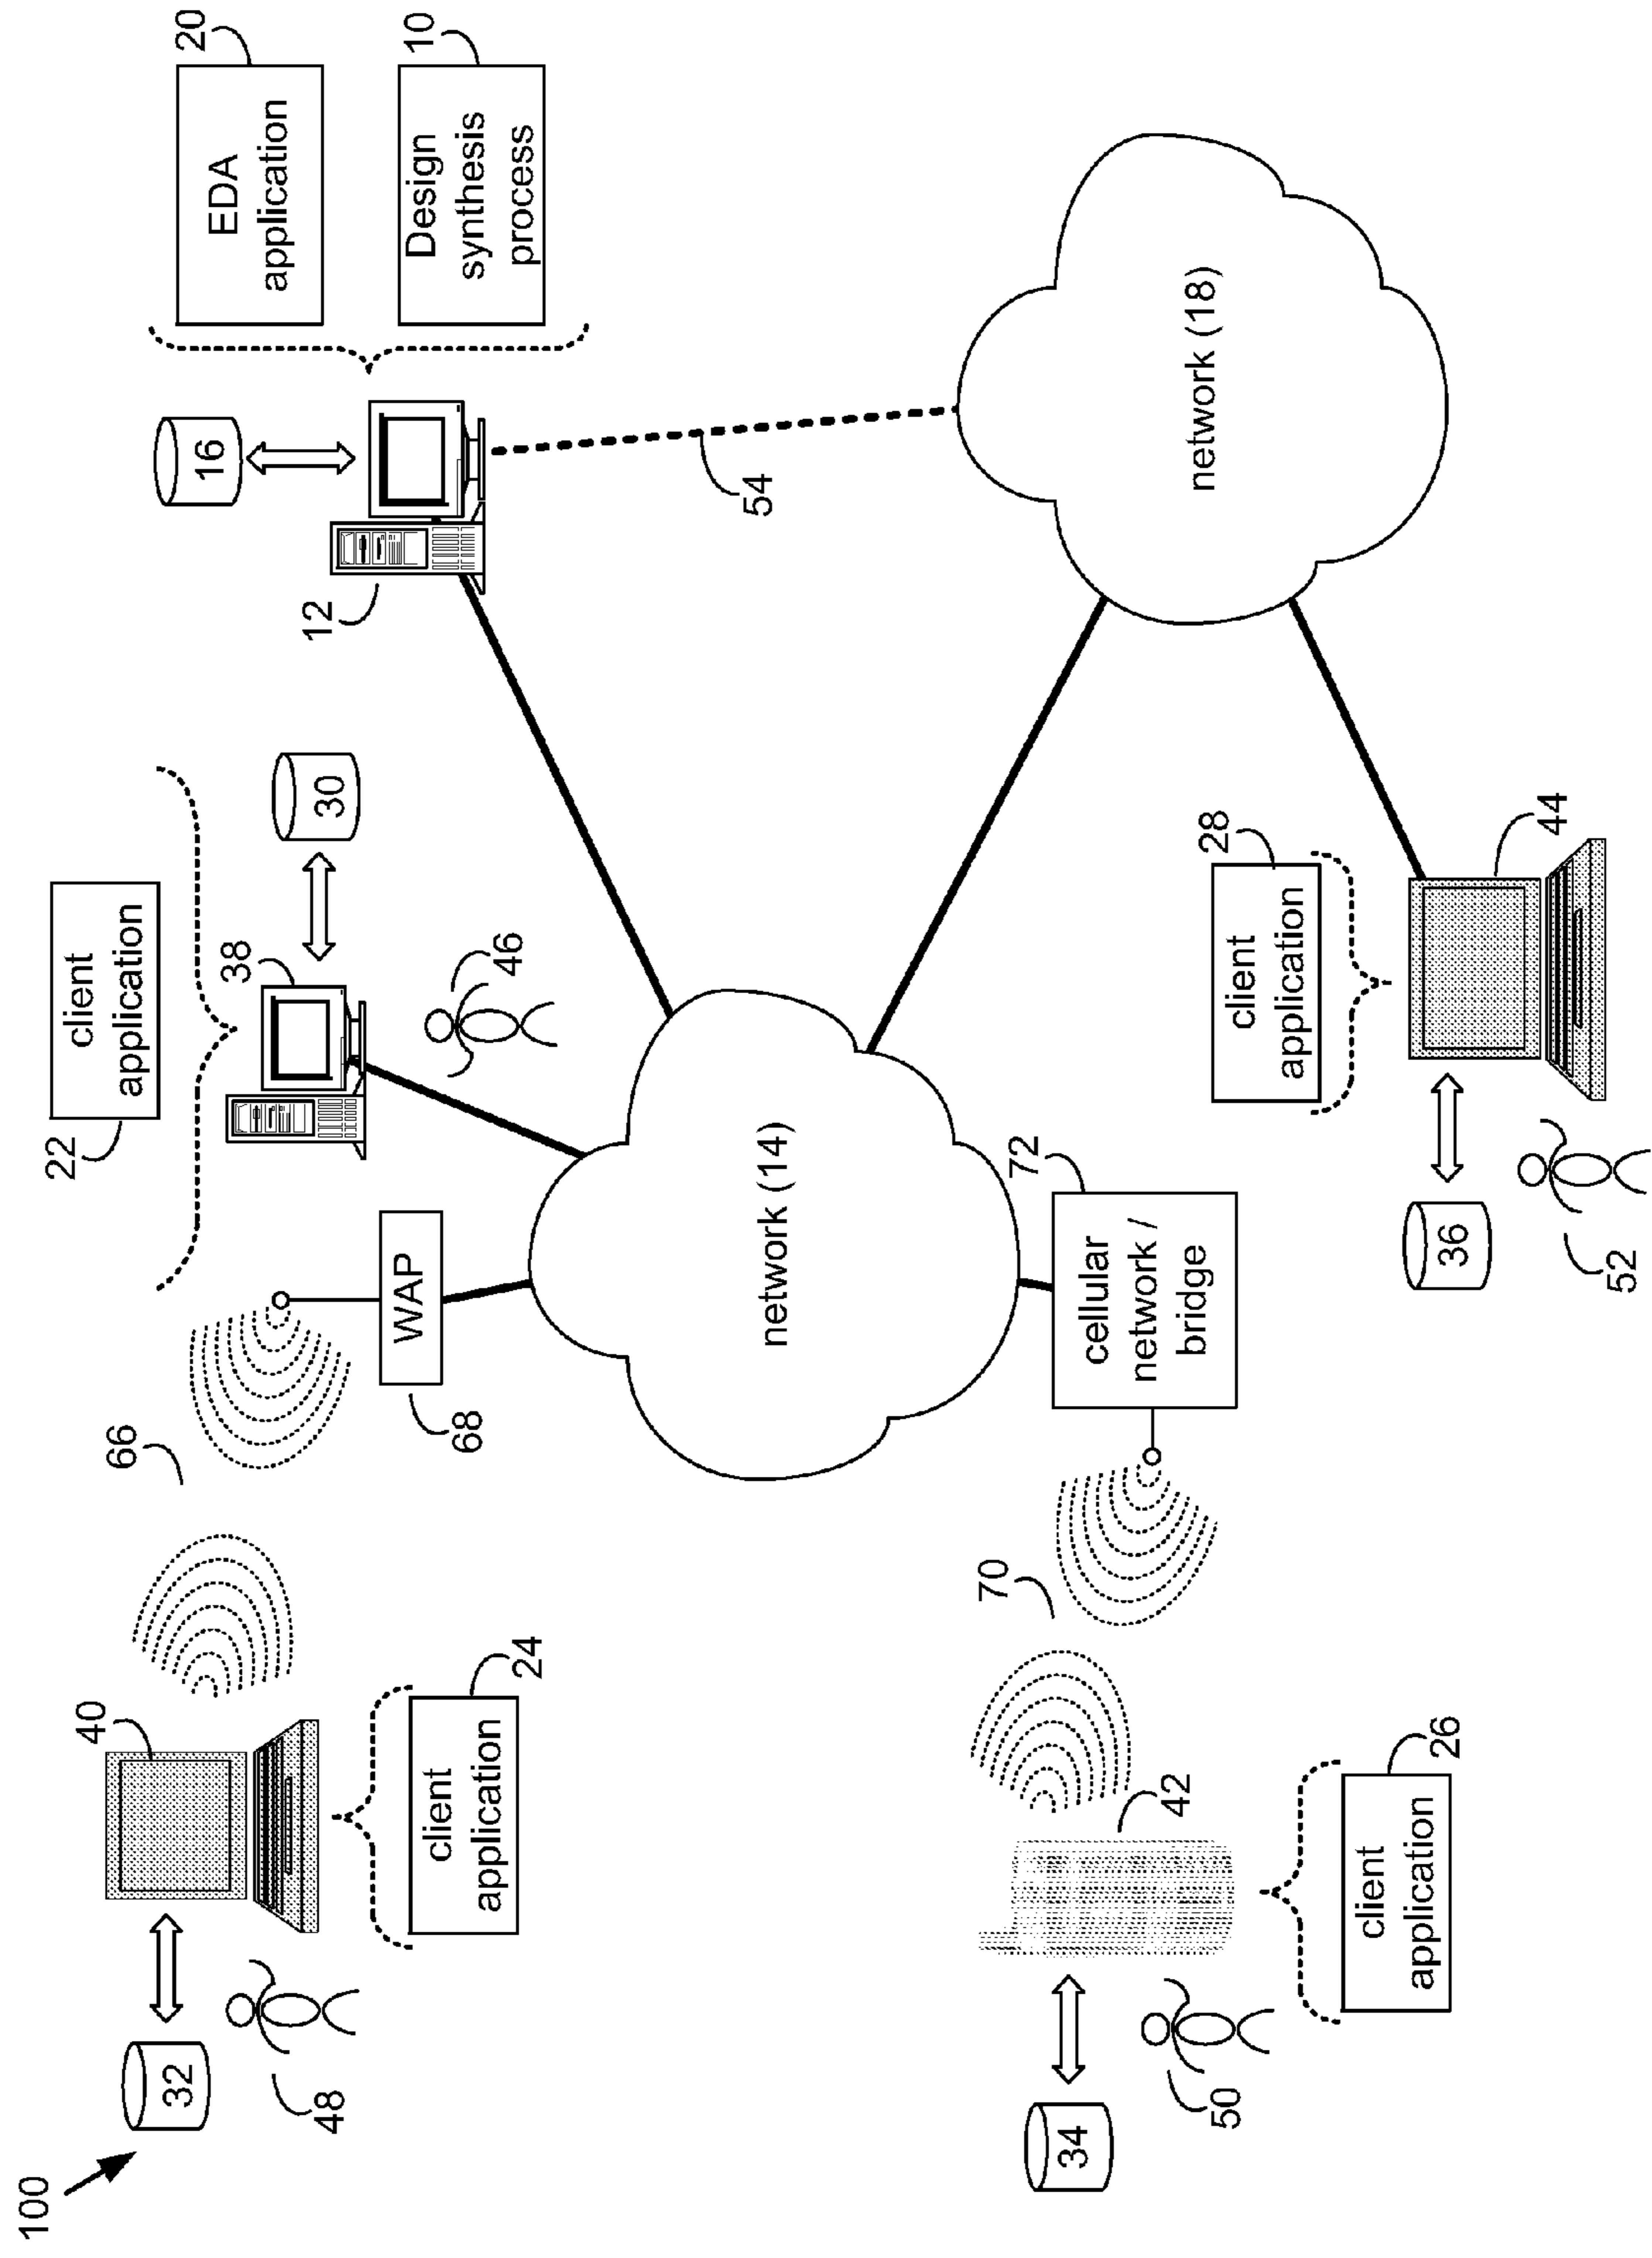 100
32
48
40
client
application
24
66
WAP
68
client
application
22
38
30
46
16
12
EDA
application
20
Design
synthesis
process
10
54
network (14)
network (18)
34
50
42
client
application
26
70
cellular
network /
bridge
72
36
52
client
application
28
44